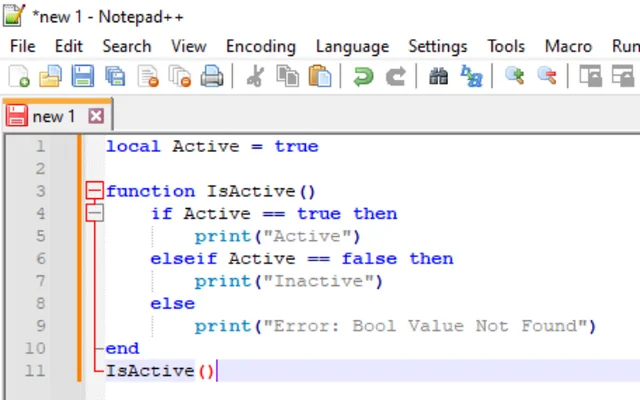 *new 1 - Notepad++
File Edit Search View Encoding Language Settings Tools Macro Run
new 1
1 local Active = true
2
3 function IsActive()
4 if Active == true then
5 print("Active")
6 elseif Active == false then
7 print("Inactive")
8 else
9 print("Error: Bool Value Not Found")
10 end
11 IsActive()